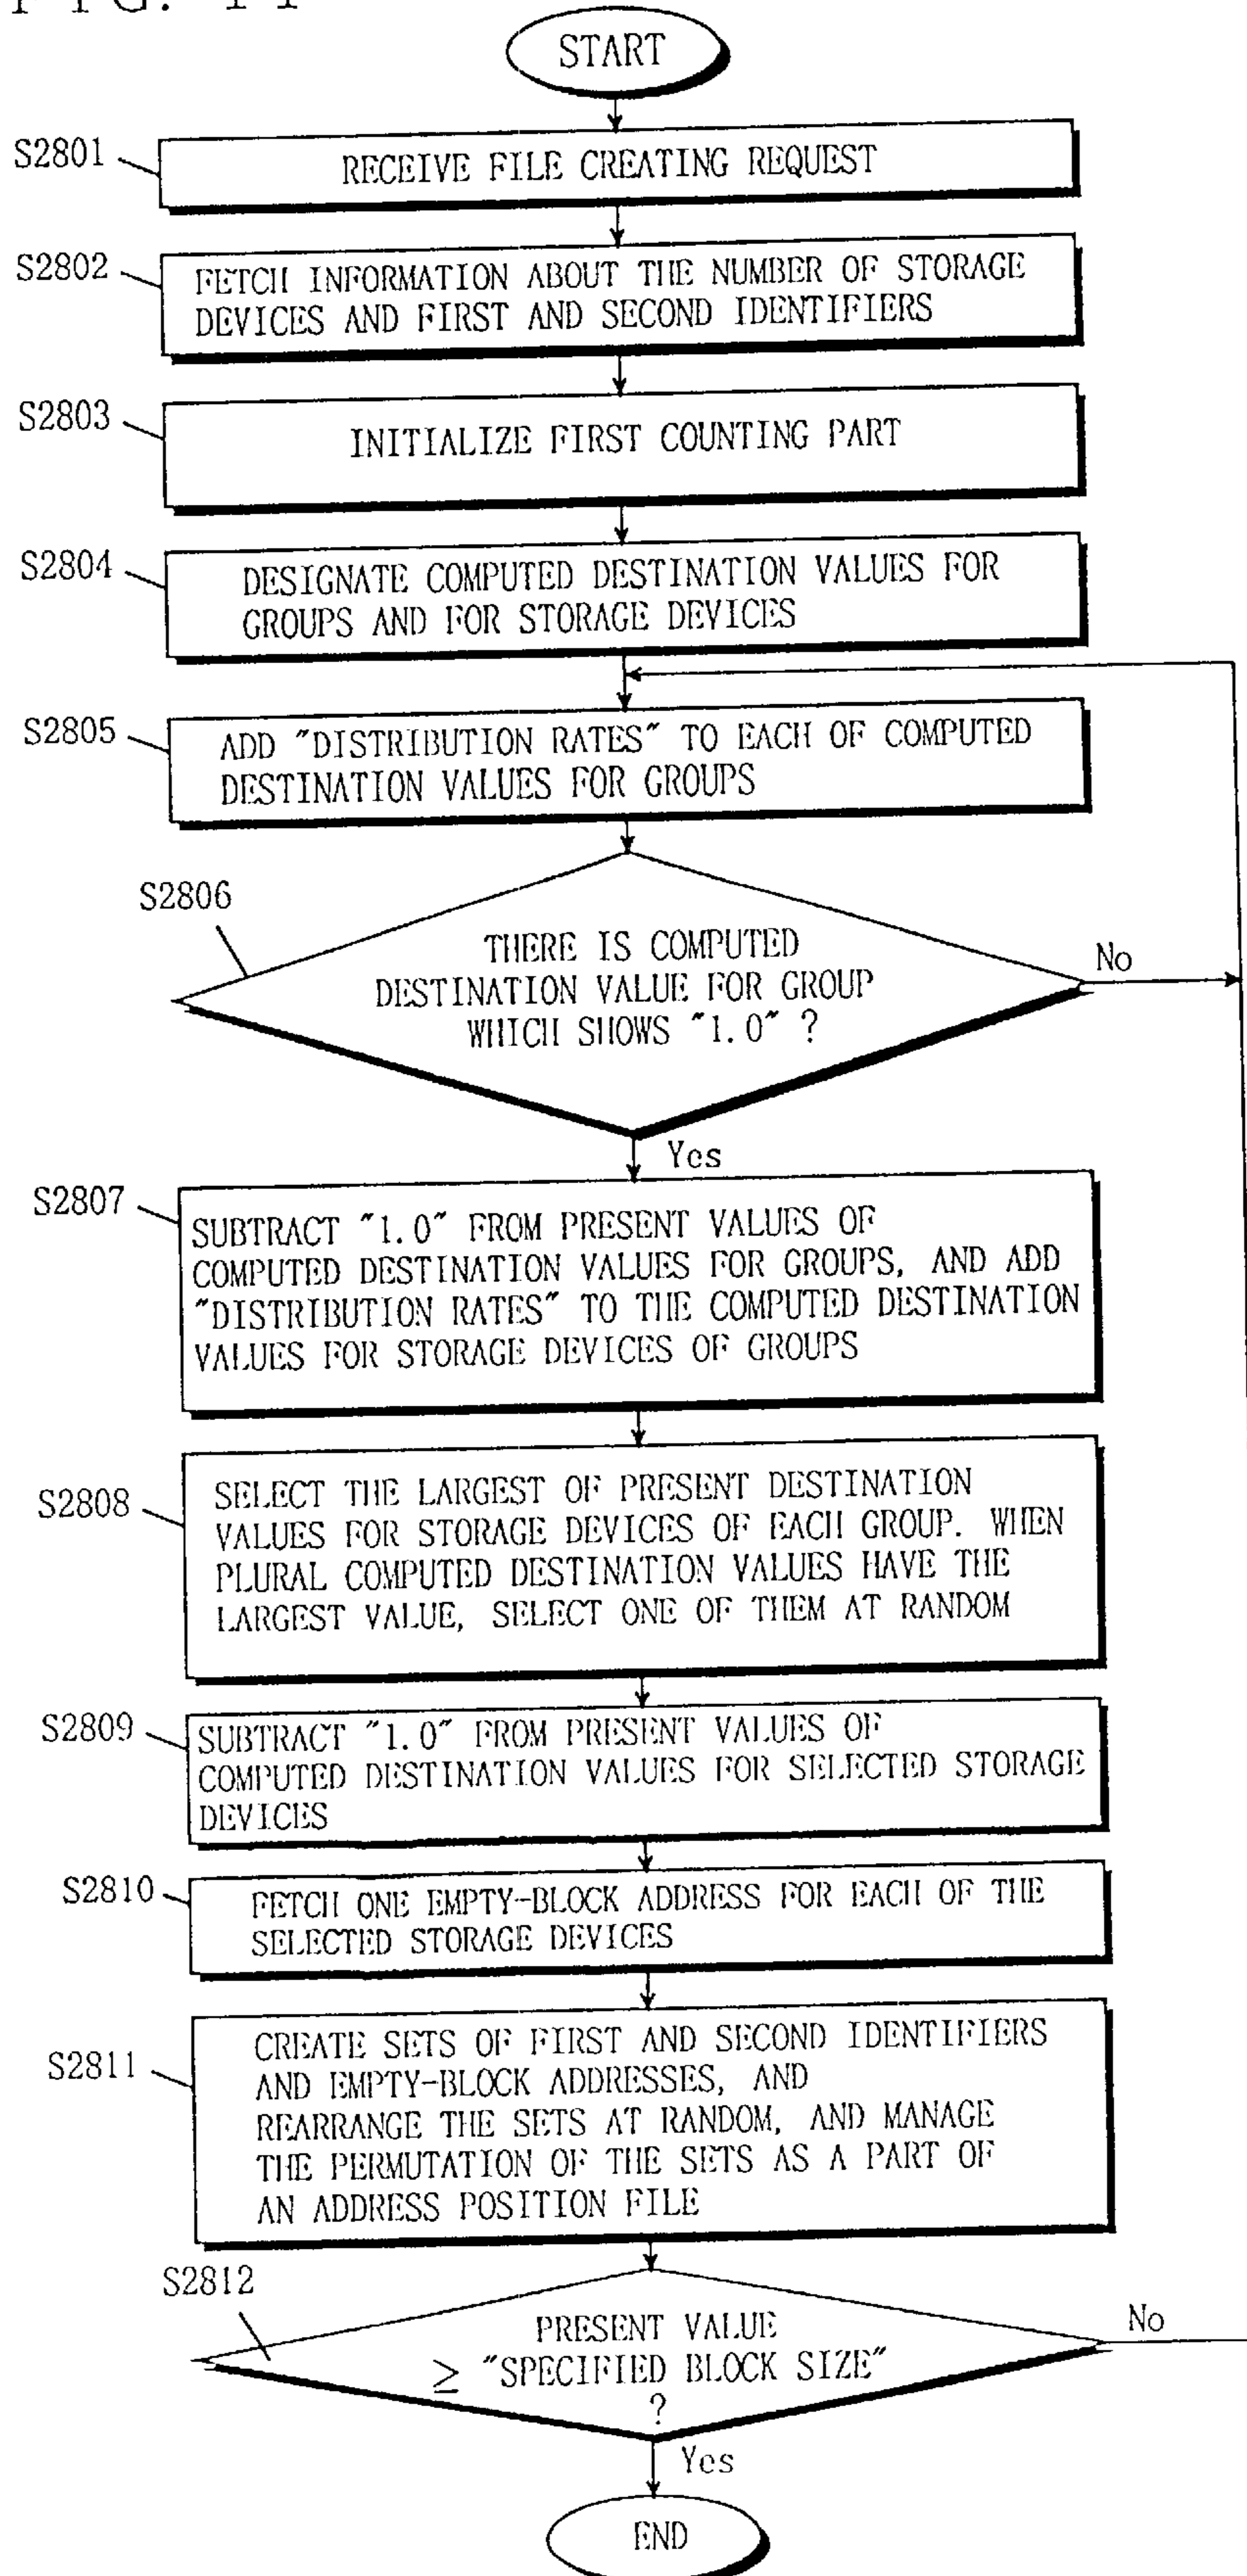 FIG. 11
START
S2801
RECEIVE FILE CREATING REQUEST
S2802
FETCH INFORMATION ABOUT THE NUMBER OF STORAGE
DEVICES AND FIRST AND SECOND IDENTIFIERS
S2803
INITIALIZE FIRST COUNTING PART
S2804
DESIGNATE COMPUTED DESTINATION VALUES FOR
GROUPS AND FOR STORAGE DEVICES
S2805
ADD "DISTRIBUTION RATES" TO EACH OF COMPUTED
DESTINATION VALUES FOR GROUPS
S2806
THERE IS COMPUTED
DESTINATION VALUE FOR GROUP
WHICH SHOWS "1.0" ?
No
Yes
S2807
SUBTRACT "1.0" FROM PRESENT VALUES OF
COMPUTED DESTINATION VALUES FOR GROUPS, AND ADD
"DISTRIBUTION RATES" TO THE COMPUTED DESTINATION
VALUES FOR STORAGE DEVICES OF GROUPS
S2808
SELECT THE LARGEST OF PRESENT DESTINATION
VALUES FOR STORAGE DEVICES OF EACH GROUP. WHEN
PLURAL COMPUTED DESTINATION VALUES HAVE THE
LARGEST VALUE, SELECT ONE OF THEM AT RANDOM
S2809
SUBTRACT "1.0" FROM PRESENT VALUES OF
COMPUTED DESTINATION VALUES FOR SELECTED STORAGE
DEVICES
S2810
FETCH ONE EMPTY-BLOCK ADDRESS FOR EACH OF THE
SELECTED STORAGE DEVICES
S2811
CREATE SETS OF FIRST AND SECOND IDENTIFIERS
AND EMPTY-BLOCK ADDRESSES, AND
REARRANGE THE SETS AT RANDOM, AND MANAGE
THE PERMUTATION OF THE SETS AS A PART OF
AN ADDRESS POSITION FILE
S2812
PRESENT VALUE
≥ "SPECIFIED BLOCK SIZE"
?
No
Yes
END